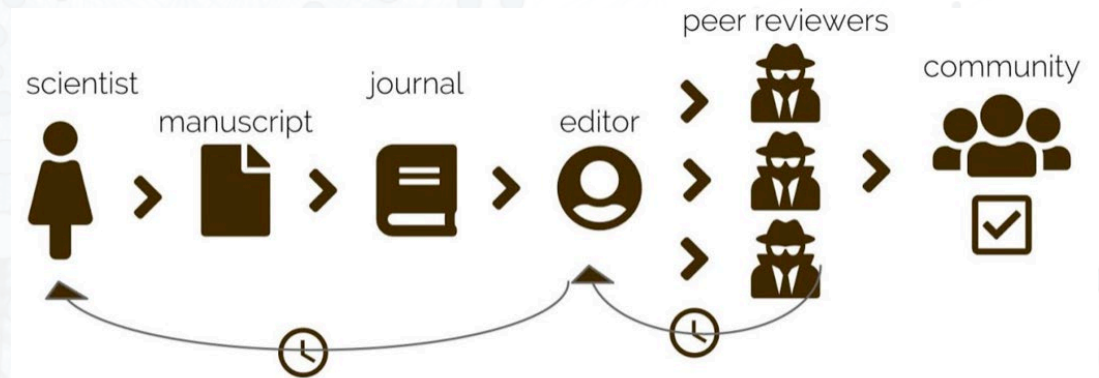 scientist
manuscript
journal
editor
peer reviewers
community